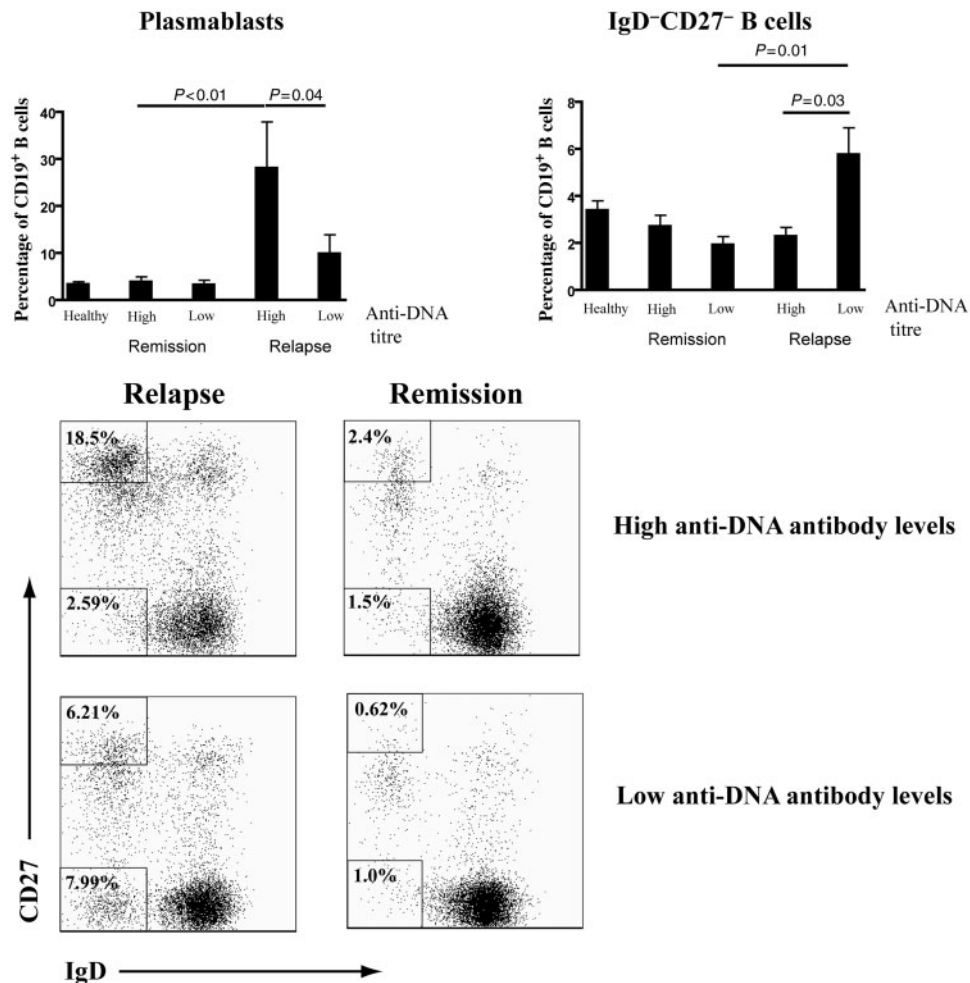 Plasmablasts
P<0.01
P=0.04
Percentage of CD19+ B cells
40
30
20
10
0
Healthy High Low High Low
Remission Relapse
Anti-DNA
titre
IgD⁻CD27⁻ B cells
P=0.01
P=0.03
Percentage of CD19+ B cells
8
6
4
2
0
Healthy High Low High Low
Remission Relapse
Anti-DNA
titre
Relapse Remission
18.5% 2.4%
High anti-DNA antibody levels
2.59% 1.5%
6.21% 0.62%
Low anti-DNA antibody levels
7.99% 1.0%
CD27
IgD